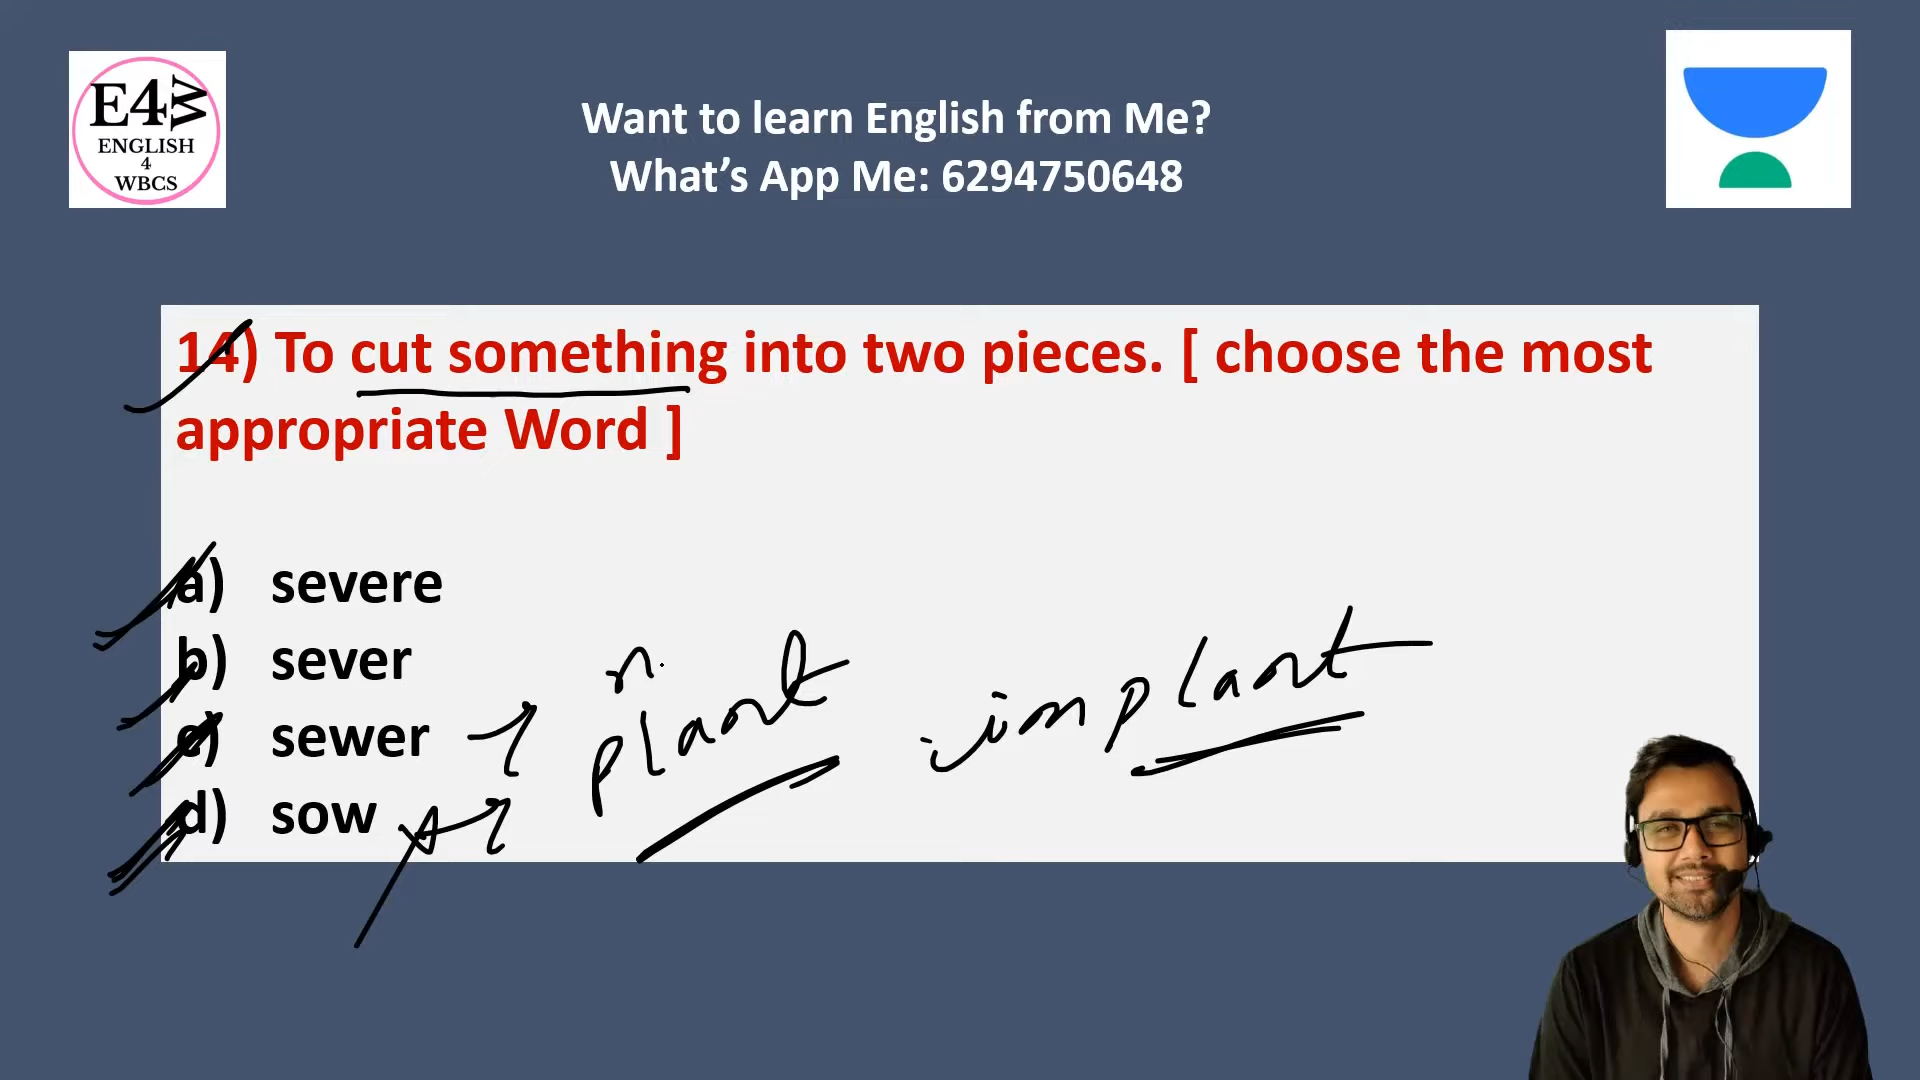 E4W
ENGLISH
4
WBCS
Want to learn English from Me?
What's App Me: 6294750648
14) To cut something into two pieces. [ choose the most
appropriate Word ]
a) severe
b) sever
c) sewer
d) sow
plant
implant